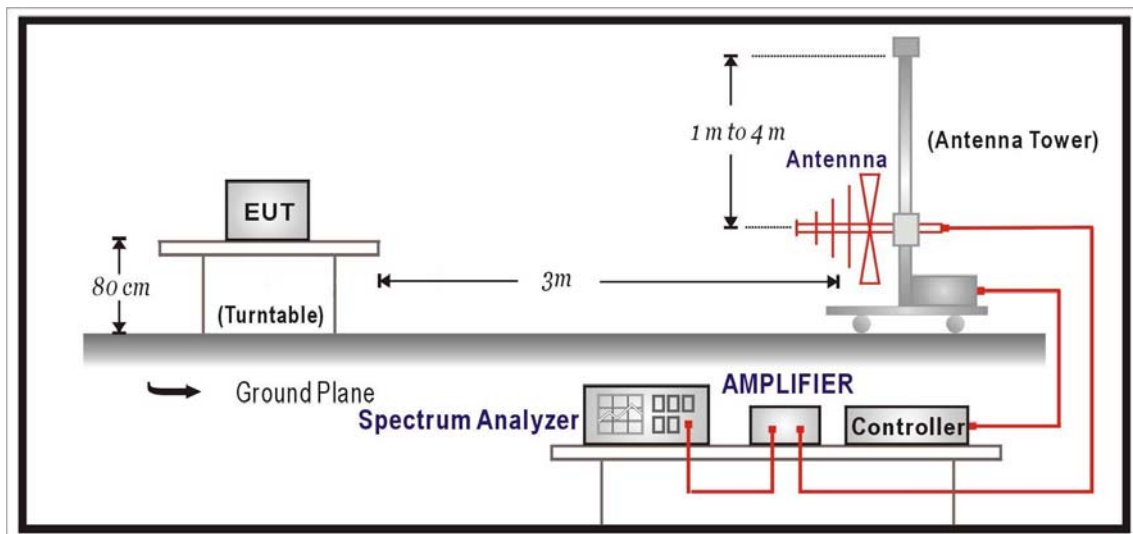 1 m to 4 m
(Antenna Tower)
Antennna
EUT
80 cm
3m
(Turntable)
Ground Plane
AMPLIFIER
Spectrum Analyzer
Controller